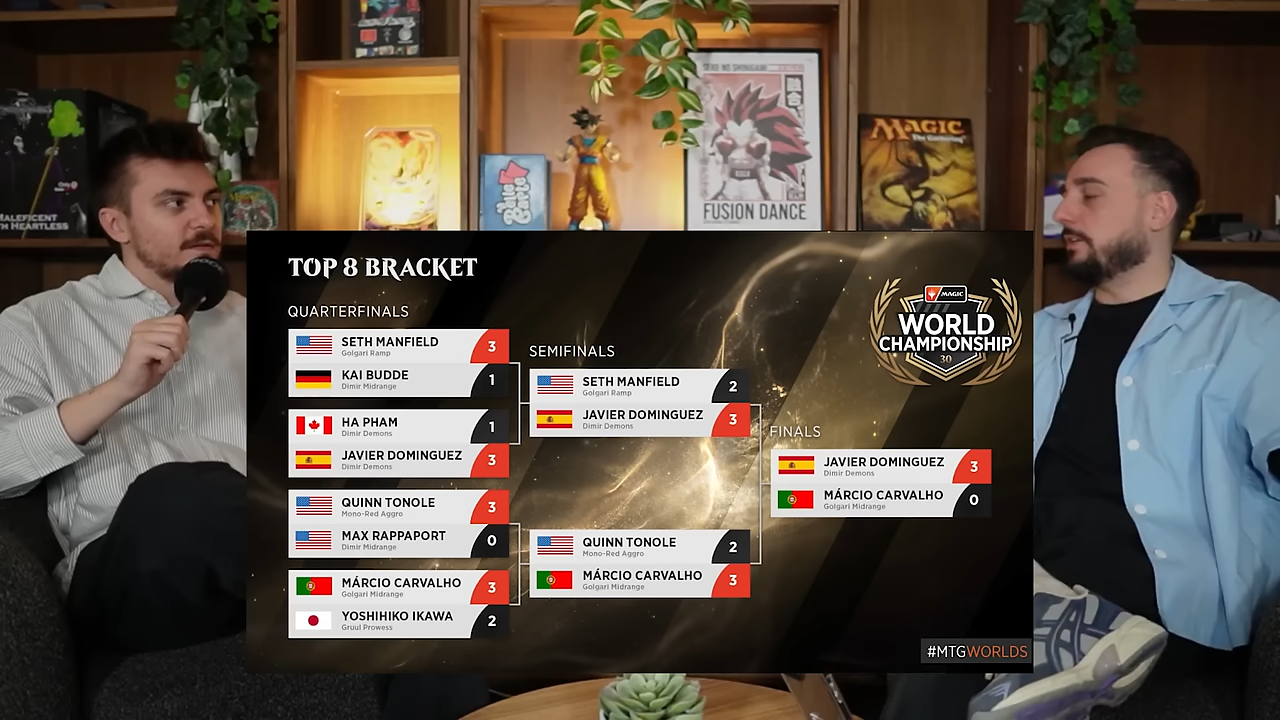 MALEFICENT
TH HEARTLESS
FUSION DANCE
MAGIC
The Gathering
TOP 8 BRACKET
QUARTERFINALS
SETH MANFIELD 3
Golgari Ramp
KAI BUDDE 1
Dimir Midrange
HA PHAM 1
Dimir Demons
JAVIER DOMINGUEZ 3
Dimir Demons
QUINN TONOLE 3
Mono-Red Aggro
MAX RAPPAPORT 0
Dimir Midrange
MÁRCIO CARVALHO 3
Golgari Midrange
YOSHIHIKO IKAWA 2
Gruul Prowess
SEMIFINALS
SETH MANFIELD 2
Golgari Ramp
JAVIER DOMINGUEZ 3
Dimir Demons
QUINN TONOLE 2
Mono-Red Aggro
MÁRCIO CARVALHO 3
Golgari Midrange
FINALS
JAVIER DOMINGUEZ 3
Dimir Demons
MÁRCIO CARVALHO 0
Golgari Midrange
MAGIC
WORLD
CHAMPIONSHIP
30
#MTGWORLDS